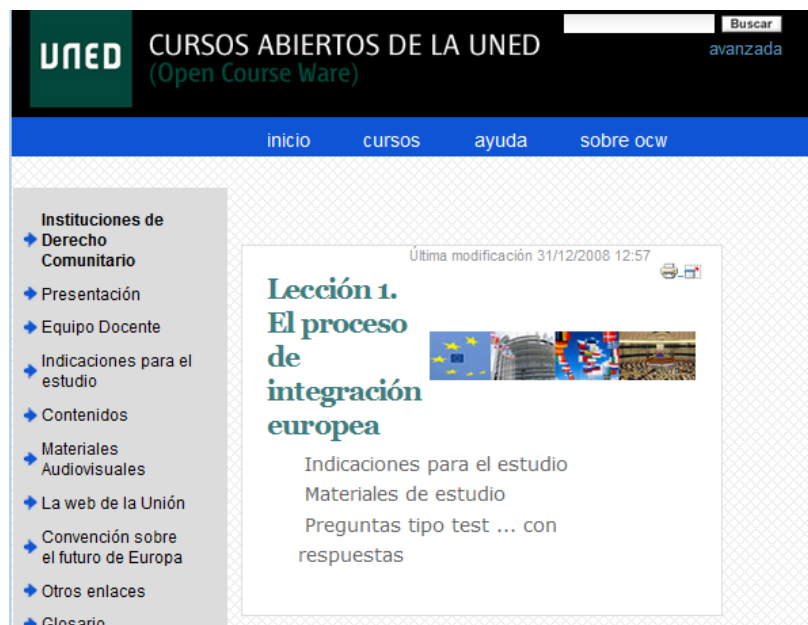 Buscar
UNED
CURSOS ABIERTOS DE LA UNED
avanzada
(Open Course Ware)
inicio cursos ayuda sobre ocw
Instituciones de
Derecho
Comunitario
Presentación
Equipo Docente
Indicaciones para el
estudio
Contenidos
Materiales
Audiovisuales
La web de la Unión
Convención sobre
el futuro de Europa
Otros enlaces
Glosario
Última modificación 31/12/2008 12:57
Lección 1.
El proceso
de
integración
europea
Indicaciones para el estudio
Materiales de estudio
Preguntas tipo test ... con
respuestas